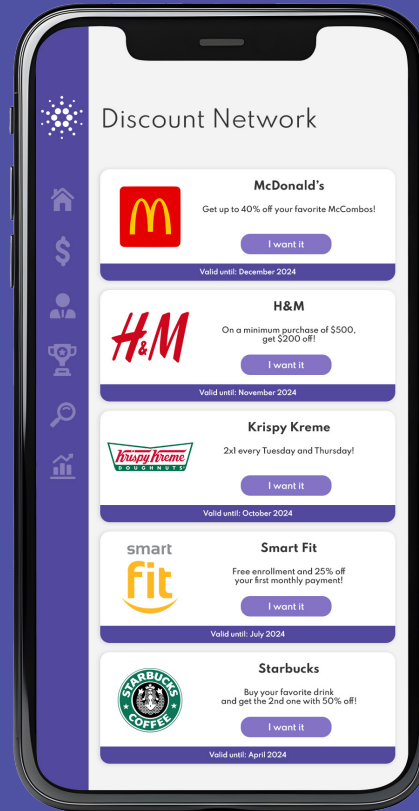 Discount Network
McDonald's
Get up to 40% off your favorite McCombos!
I want it
Valid until: December 2024
H&M
H&M
On a minimum purchase of $500,
get $200 off!
I want it
Valid until: November 2024
Krispy Kreme
DOUGHNUTS
Krispy Kreme
2x1 every Tuesday and Thursday!
I want it
Valid until: October 2024
smart
fit
Smart Fit
Free enrollment and 25% off
your first monthly payment!
I want it
Valid until: July 2024
STARBUCKS
COFFEE
Starbucks
Buy your favorite drink
and get the 2nd one with 50% off!
I want it
Valid until: April 2024